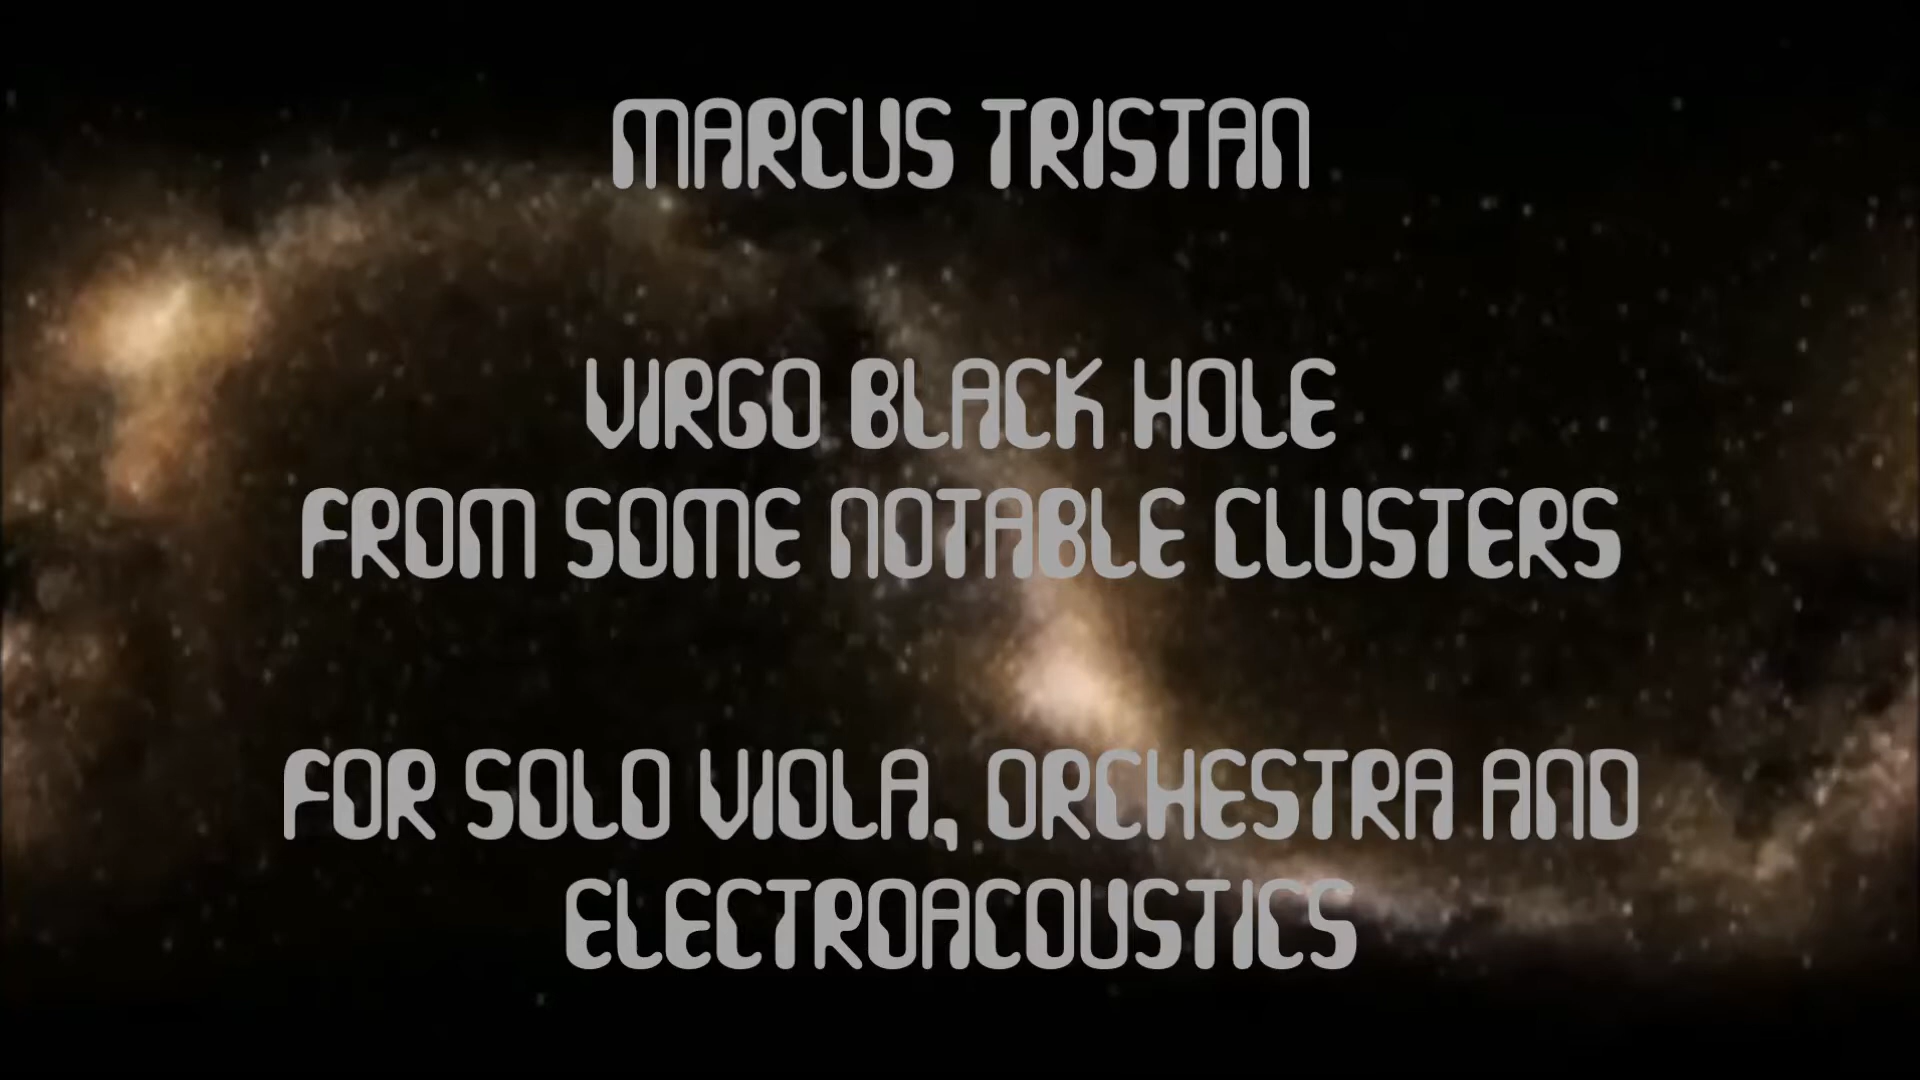 MARCUS TRISTAN
VIRGO BLACK HOLE
FROM SOME NOTABLE CLUSTERS
FOR SOLO VIOLA, ORCHESTRA AND
ELECTROACOUSTICS